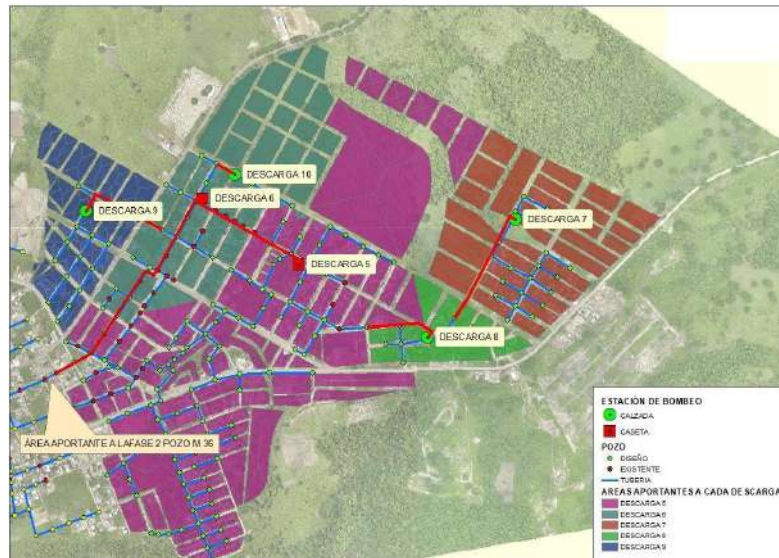 DESCARGA 10
DESCARGA 6
DESCARGA 9
DESCARGA 7
DESCARGA 5
DESCARGA 8
ÁREA APORTANTE A LAFASE 2 POZO M 36
ESTACIÓN DE BOMBEO
CALZADA
CASETA
POZO
DISEÑO
EXISTENTE
TUBERIA
AREAS APORTANTES A CADA DESCARGA
DESCARGA 5
DESCARGA 6
DESCARGA 7
DESCARGA 8
DESCARGA 9